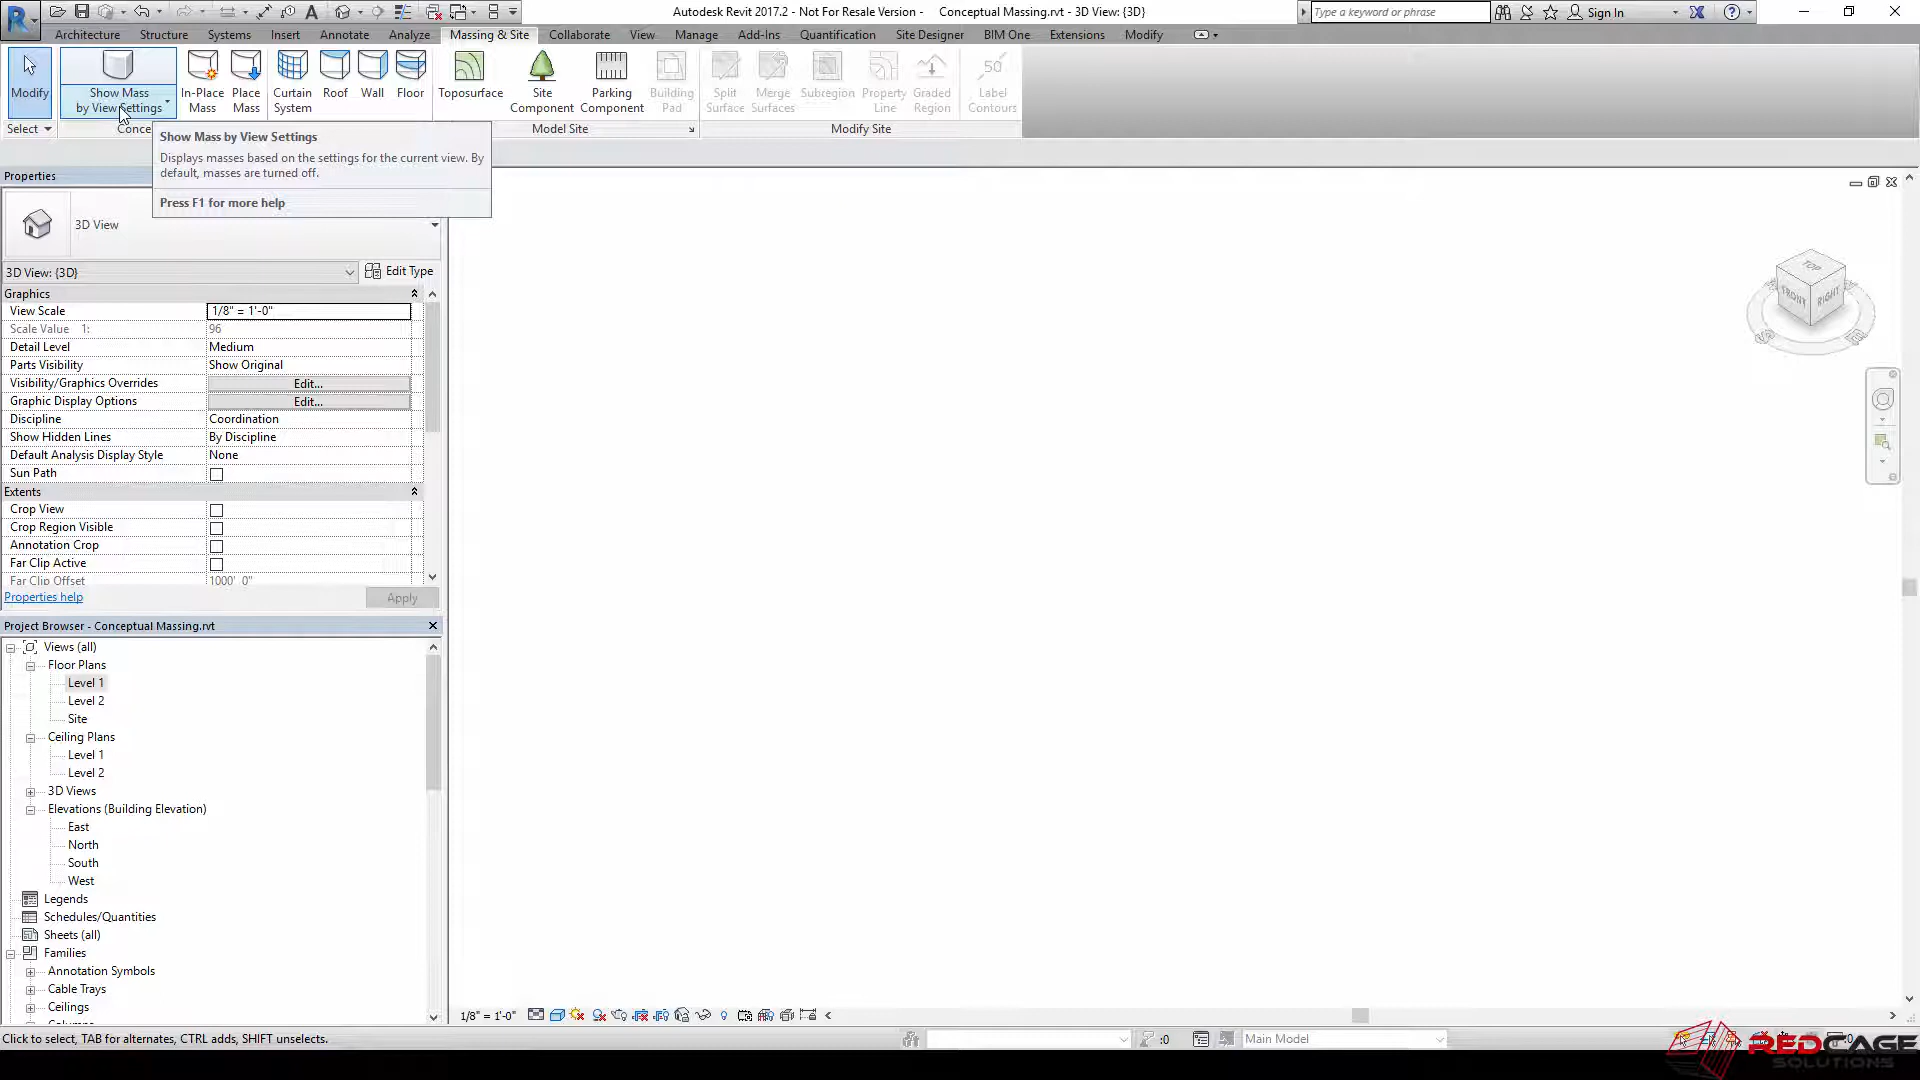 Autodesk Revit 2017.2 - Not For Resale Version - Conceptual Massing.rvt - 3D View: {3D}
Type a keyword or phrase
Sign In
Architecture Structure Systems Insert Annotate Analyze Massing & Site Collaborate View Manage Add-Ins Quantification Site Designer BIM One Extensions Modify
Modify
Show Mass
by View Settings
In-Place
Mass
Place
Mass
Curtain
System
Roof
Wall
Floor
Toposurface
Site
Component
Parking
Component
Building
Pad
Split
Surface
Merge
Surfaces
Subregion
Property
Line
Graded
Region
50
Label
Contours
Select
Conce
Model Site
Modify Site
Show Mass by View Settings
Displays masses based on the settings for the current view. By
default, masses are turned off.
Press F1 for more help
Properties
3D View
3D View: {3D}
Edit Type
Graphics
View Scale 1/8" = 1'-0"
Scale Value 1: 96
Detail Level Medium
Parts Visibility Show Original
Visibility/Graphics Overrides Edit...
Graphic Display Options Edit...
Discipline Coordination
Show Hidden Lines By Discipline
Default Analysis Display Style None
Sun Path
Extents
Crop View
Crop Region Visible
Annotation Crop
Far Clip Active
Far Clip Offset 1000' 0"
Properties help
Apply
TOP
FRONT
RIGHT
Project Browser - Conceptual Massing.rvt
Views (all)
Floor Plans
Level 1
Level 2
Site
Ceiling Plans
Level 1
Level 2
3D Views
Elevations (Building Elevation)
East
North
South
West
Legends
Schedules/Quantities
Sheets (all)
Families
Annotation Symbols
Cable Trays
Ceilings
1/8" = 1'-0"
Click to select, TAB for alternates, CTRL adds, SHIFT unselects.
:0
Main Model
REDCAGE
SOLUTIONS